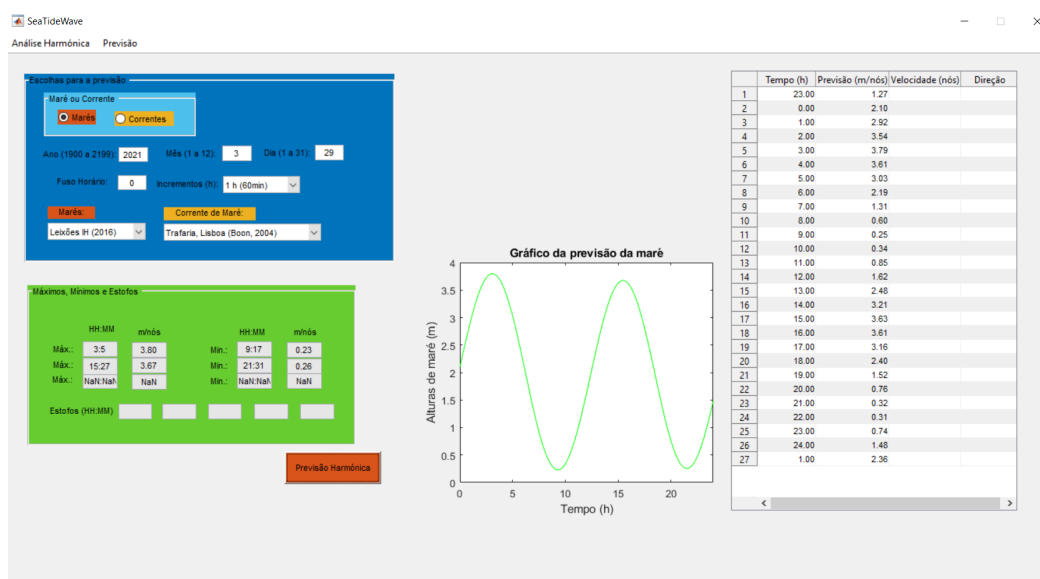 SeaTideWave
Análise Harmónica Previsão
Escolhas para a previsão
Maré ou Corrente
Marés Correntes
Ano (1900 a 2199): 2021 Mês (1 a 12): 3 Dia (1 a 31): 29
Fuso Horário: 0 Incrementos (h): 1 h (60min)
Marés: Corrente de Maré:
Leixões IH (2016) Trafaria, Lisboa (Boon, 2004)
Máximos, Mínimos e Estofos
HH:MM m/nós HH:MM m/nós
Máx.: 3:5 3.80 Min.: 9:17 0.23
Máx.: 15:27 3.67 Min.: 21:31 0.26
Máx.: NaN:NaN NaN Min.: NaN:NaN NaN
Estofos (HH:MM)
Previsão Harmónica
Gráfico da previsão da maré
Alturas de maré (m)
4
3.5
3
2.5
2
1.5
1
0.5
0
0 5 10 15 20
Tempo (h)
Tempo (h) Previsão (m/nós) Velocidade (nós) Direção
1 23.00 1.27
2 0.00 2.10
3 1.00 2.92
4 2.00 3.54
5 3.00 3.79
6 4.00 3.61
7 5.00 3.03
8 6.00 2.19
9 7.00 1.31
10 8.00 0.60
11 9.00 0.25
12 10.00 0.34
13 11.00 0.85
14 12.00 1.62
15 13.00 2.48
16 14.00 3.21
17 15.00 3.63
18 16.00 3.61
19 17.00 3.16
20 18.00 2.40
21 19.00 1.52
22 20.00 0.76
23 21.00 0.32
24 22.00 0.31
25 23.00 0.74
26 24.00 1.48
27 1.00 2.36